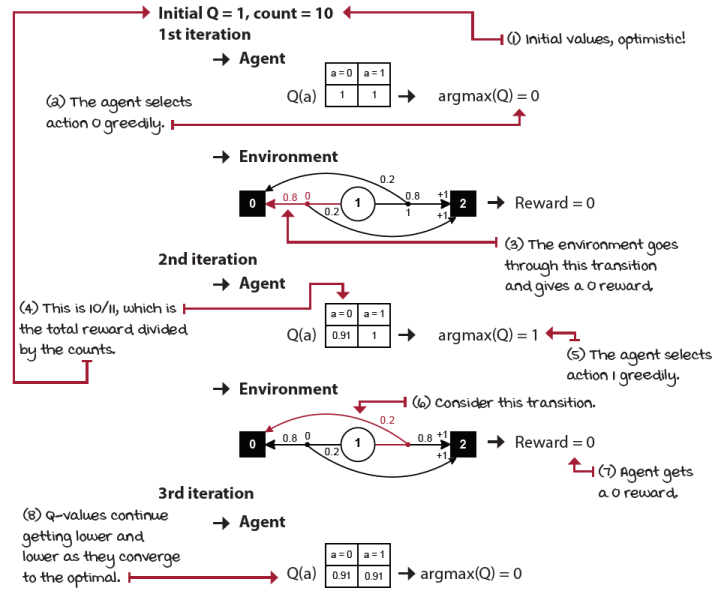 Initial Q = 1, count = 10
1st iteration
(1) Initial values, optimistic!
→ Agent
a = 0 a = 1
Q(a) 1 1 → argmax(Q) = 0
(2) The agent selects
action 0 greedily.
→ Environment
0.2
0 0.8 0 0.2 1 0.8 1 +1 +1 2 → Reward = 0
(3) The environment goes
through this transition
and gives a 0 reward.
2nd iteration
→ Agent
(4) This is 10/11, which is
the total reward divided
by the counts.
a = 0 a = 1
Q(a) 0.91 1 → argmax(Q) = 1
(5) The agent selects
action 1 greedily.
→ Environment
(6) Consider this transition.
0.2
0 0.8 0 0.2 1 0.8 +1 +1 2 → Reward = 0
(7) Agent gets
a 0 reward.
3rd iteration
(8) Q-values continue
getting lower and
lower as they converge
to the optimal.
→ Agent
a = 0 a = 1
Q(a) 0.91 0.91 → argmax(Q) = 0